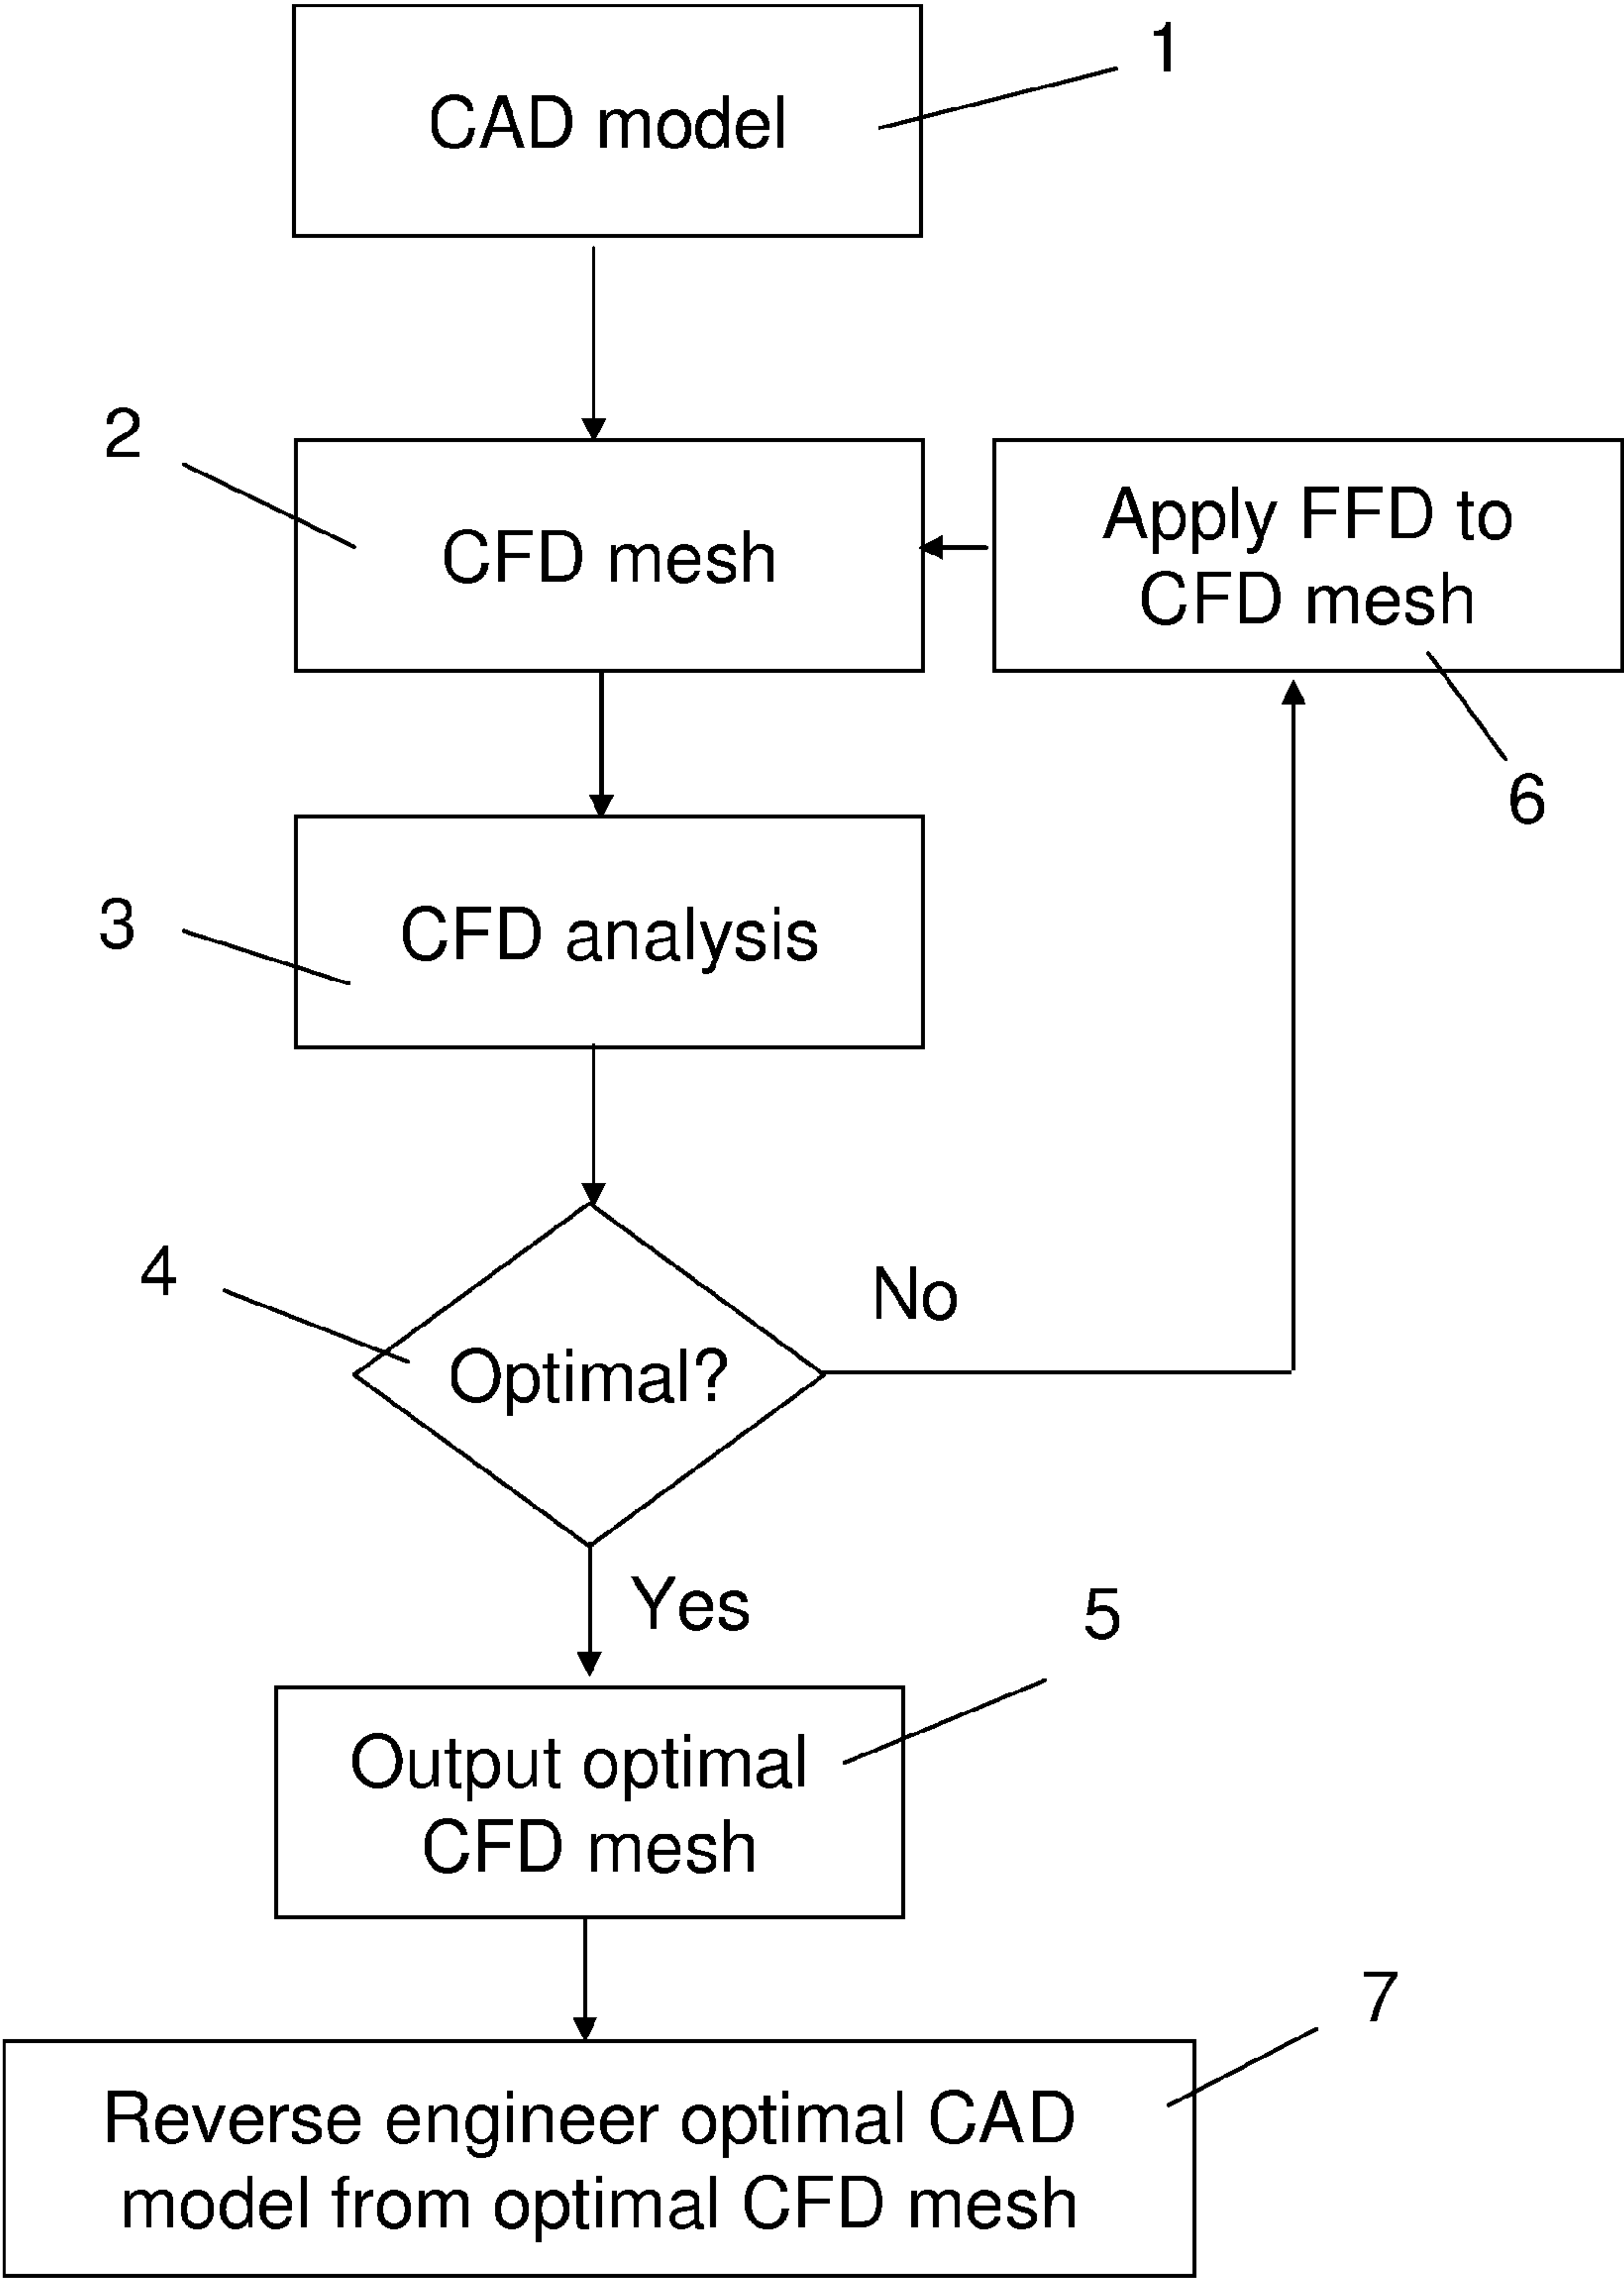 CAD model
1
2
CFD mesh
Apply FFD to
CFD mesh
6
3
CFD analysis
4
Optimal?
No
Yes
5
Output optimal
CFD mesh
7
Reverse engineer optimal CAD
model from optimal CFD mesh